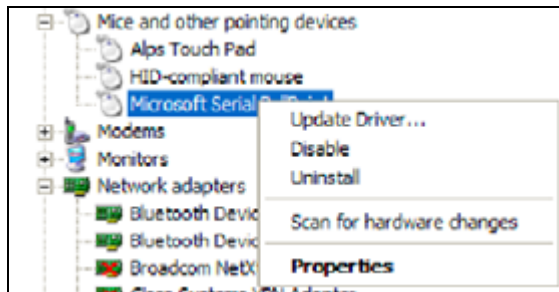 Mice and other pointing devices
Alps Touch Pad
HID-compliant mouse
Microsoft Serial
Modems
Monitors
Network adapters
Bluetooth Devic
Bluetooth Devic
Broadcom NetX
Update Driver...
Disable
Uninstall
Scan for hardware changes
Properties